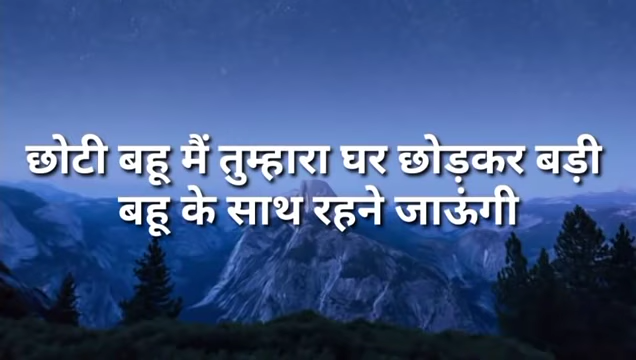 छोटी बहू मैं तुम्हारा घर छोड़कर बड़ी
बहू के साथ रहने जाऊंगी